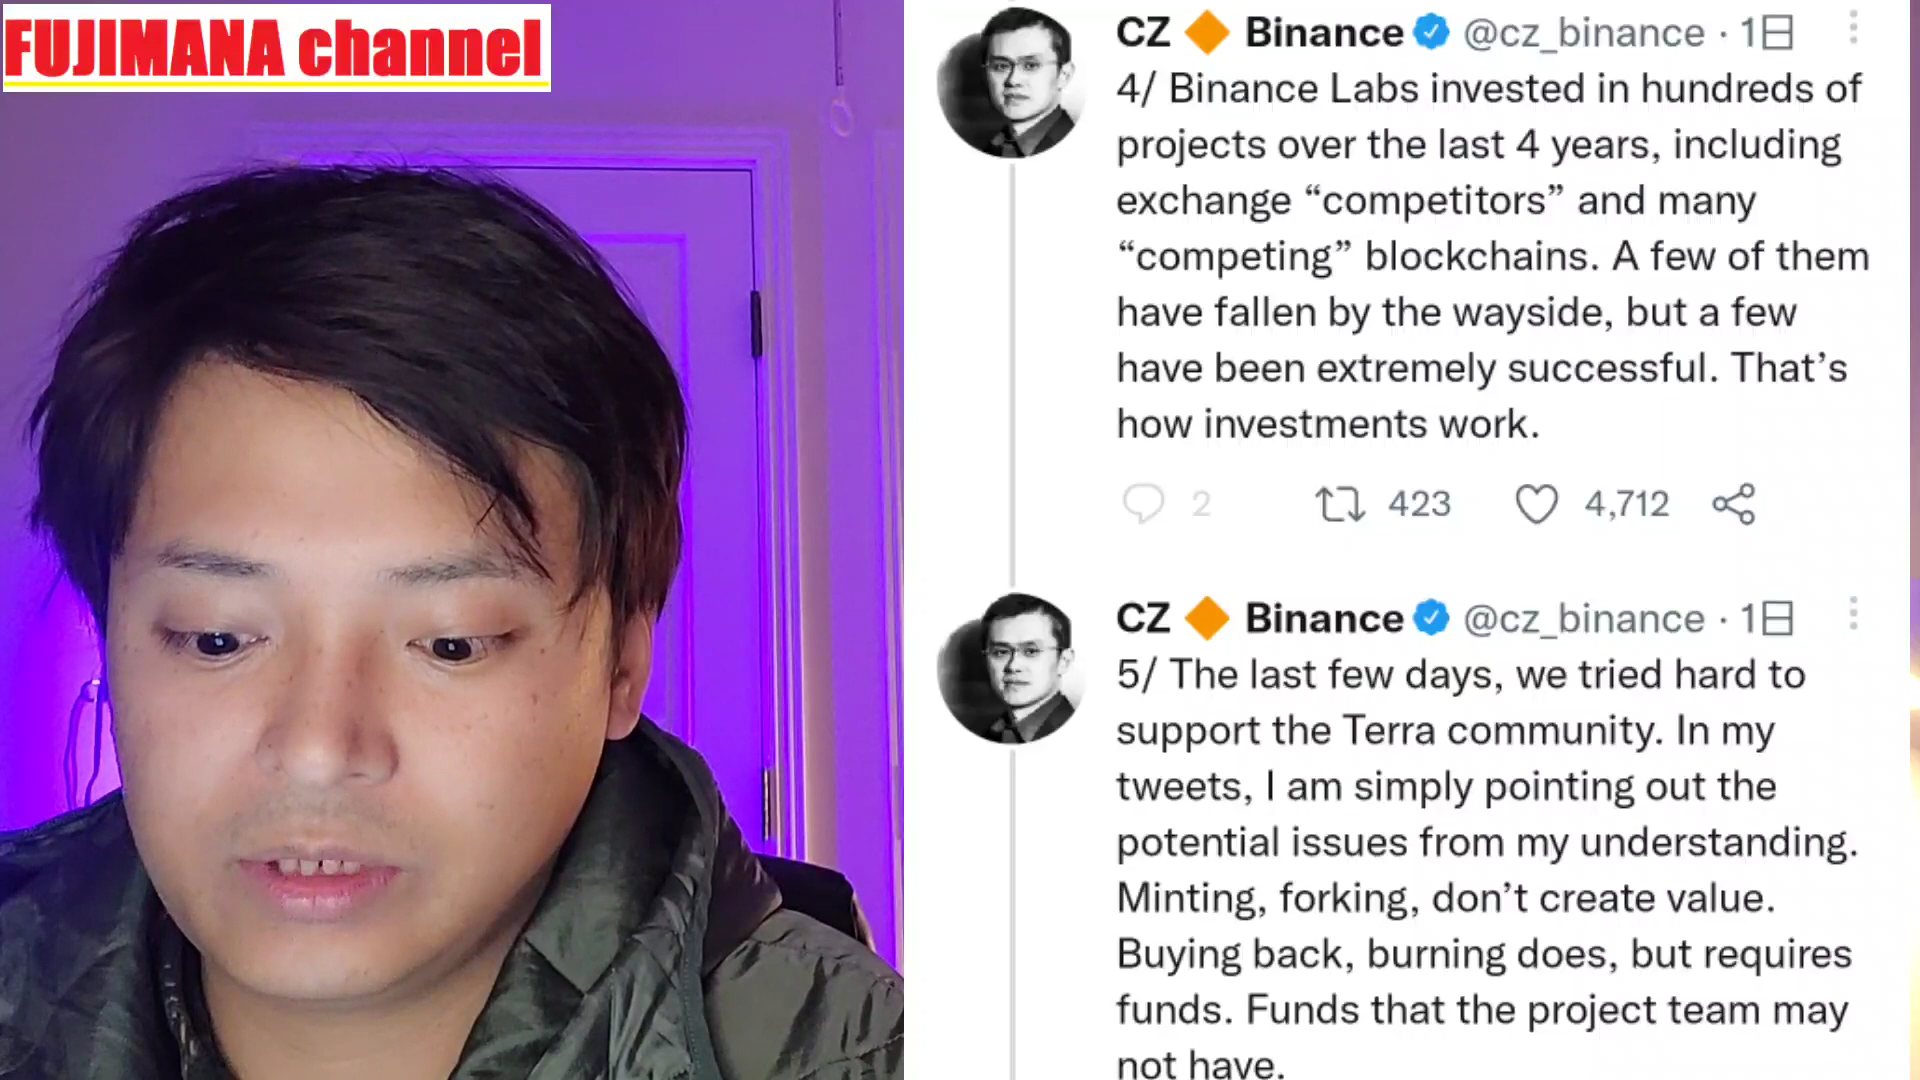 FUJIMANA channel
CZ 🔶 Binance @cz_binance · 1日
4/ Binance Labs invested in hundreds of
projects over the last 4 years, including
exchange “competitors” and many
“competing” blockchains. A few of them
have fallen by the wayside, but a few
have been extremely successful. That’s
how investments work.
2 423 4,712
CZ 🔶 Binance @cz_binance · 1日
5/ The last few days, we tried hard to
support the Terra community. In my
tweets, I am simply pointing out the
potential issues from my understanding.
Minting, forking, don’t create value.
Buying back, burning does, but requires
funds. Funds that the project team may
not have.